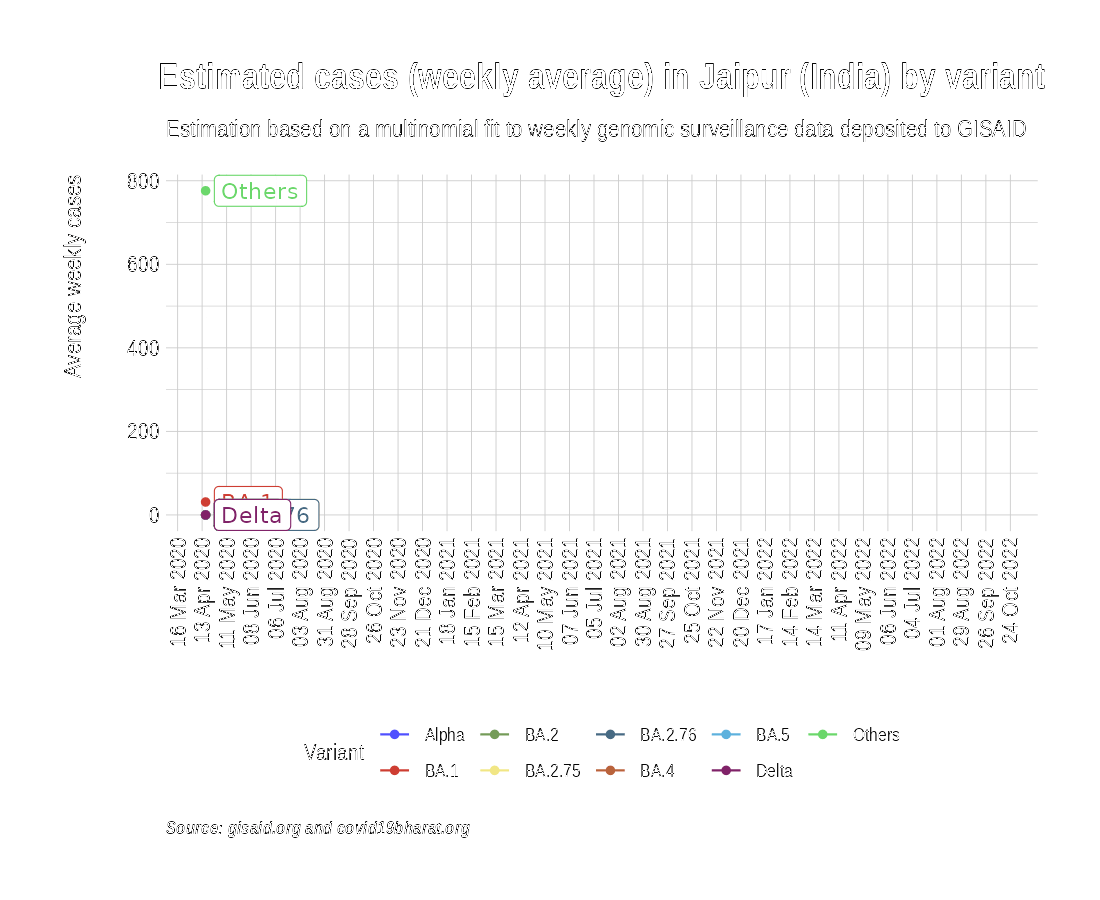 Estimated cases (weekly average) in Jaipur (India) by variant
Estimation based on a multinomial fit to weekly genomic surveillance data deposited to GISAID
Average weekly cases
800
600
400
200
0
Others
BA.1
Delta
76
16 Mar 2020
13 Apr 2020
11 May 2020
08 Jun 2020
06 Jul 2020
03 Aug 2020
31 Aug 2020
28 Sep 2020
26 Oct 2020
23 Nov 2020
21 Dec 2020
18 Jan 2021
15 Feb 2021
15 Mar 2021
12 Apr 2021
10 May 2021
07 Jun 2021
05 Jul 2021
02 Aug 2021
30 Aug 2021
27 Sep 2021
25 Oct 2021
22 Nov 2021
20 Dec 2021
17 Jan 2022
14 Feb 2022
14 Mar 2022
11 Apr 2022
09 May 2022
06 Jun 2022
04 Jul 2022
01 Aug 2022
29 Aug 2022
26 Sep 2022
24 Oct 2022
Variant
Alpha BA.2 BA.2.76 BA.5 Others
BA.1 BA.2.75 BA.4 Delta
Source: gisaid.org and covid19bharat.org